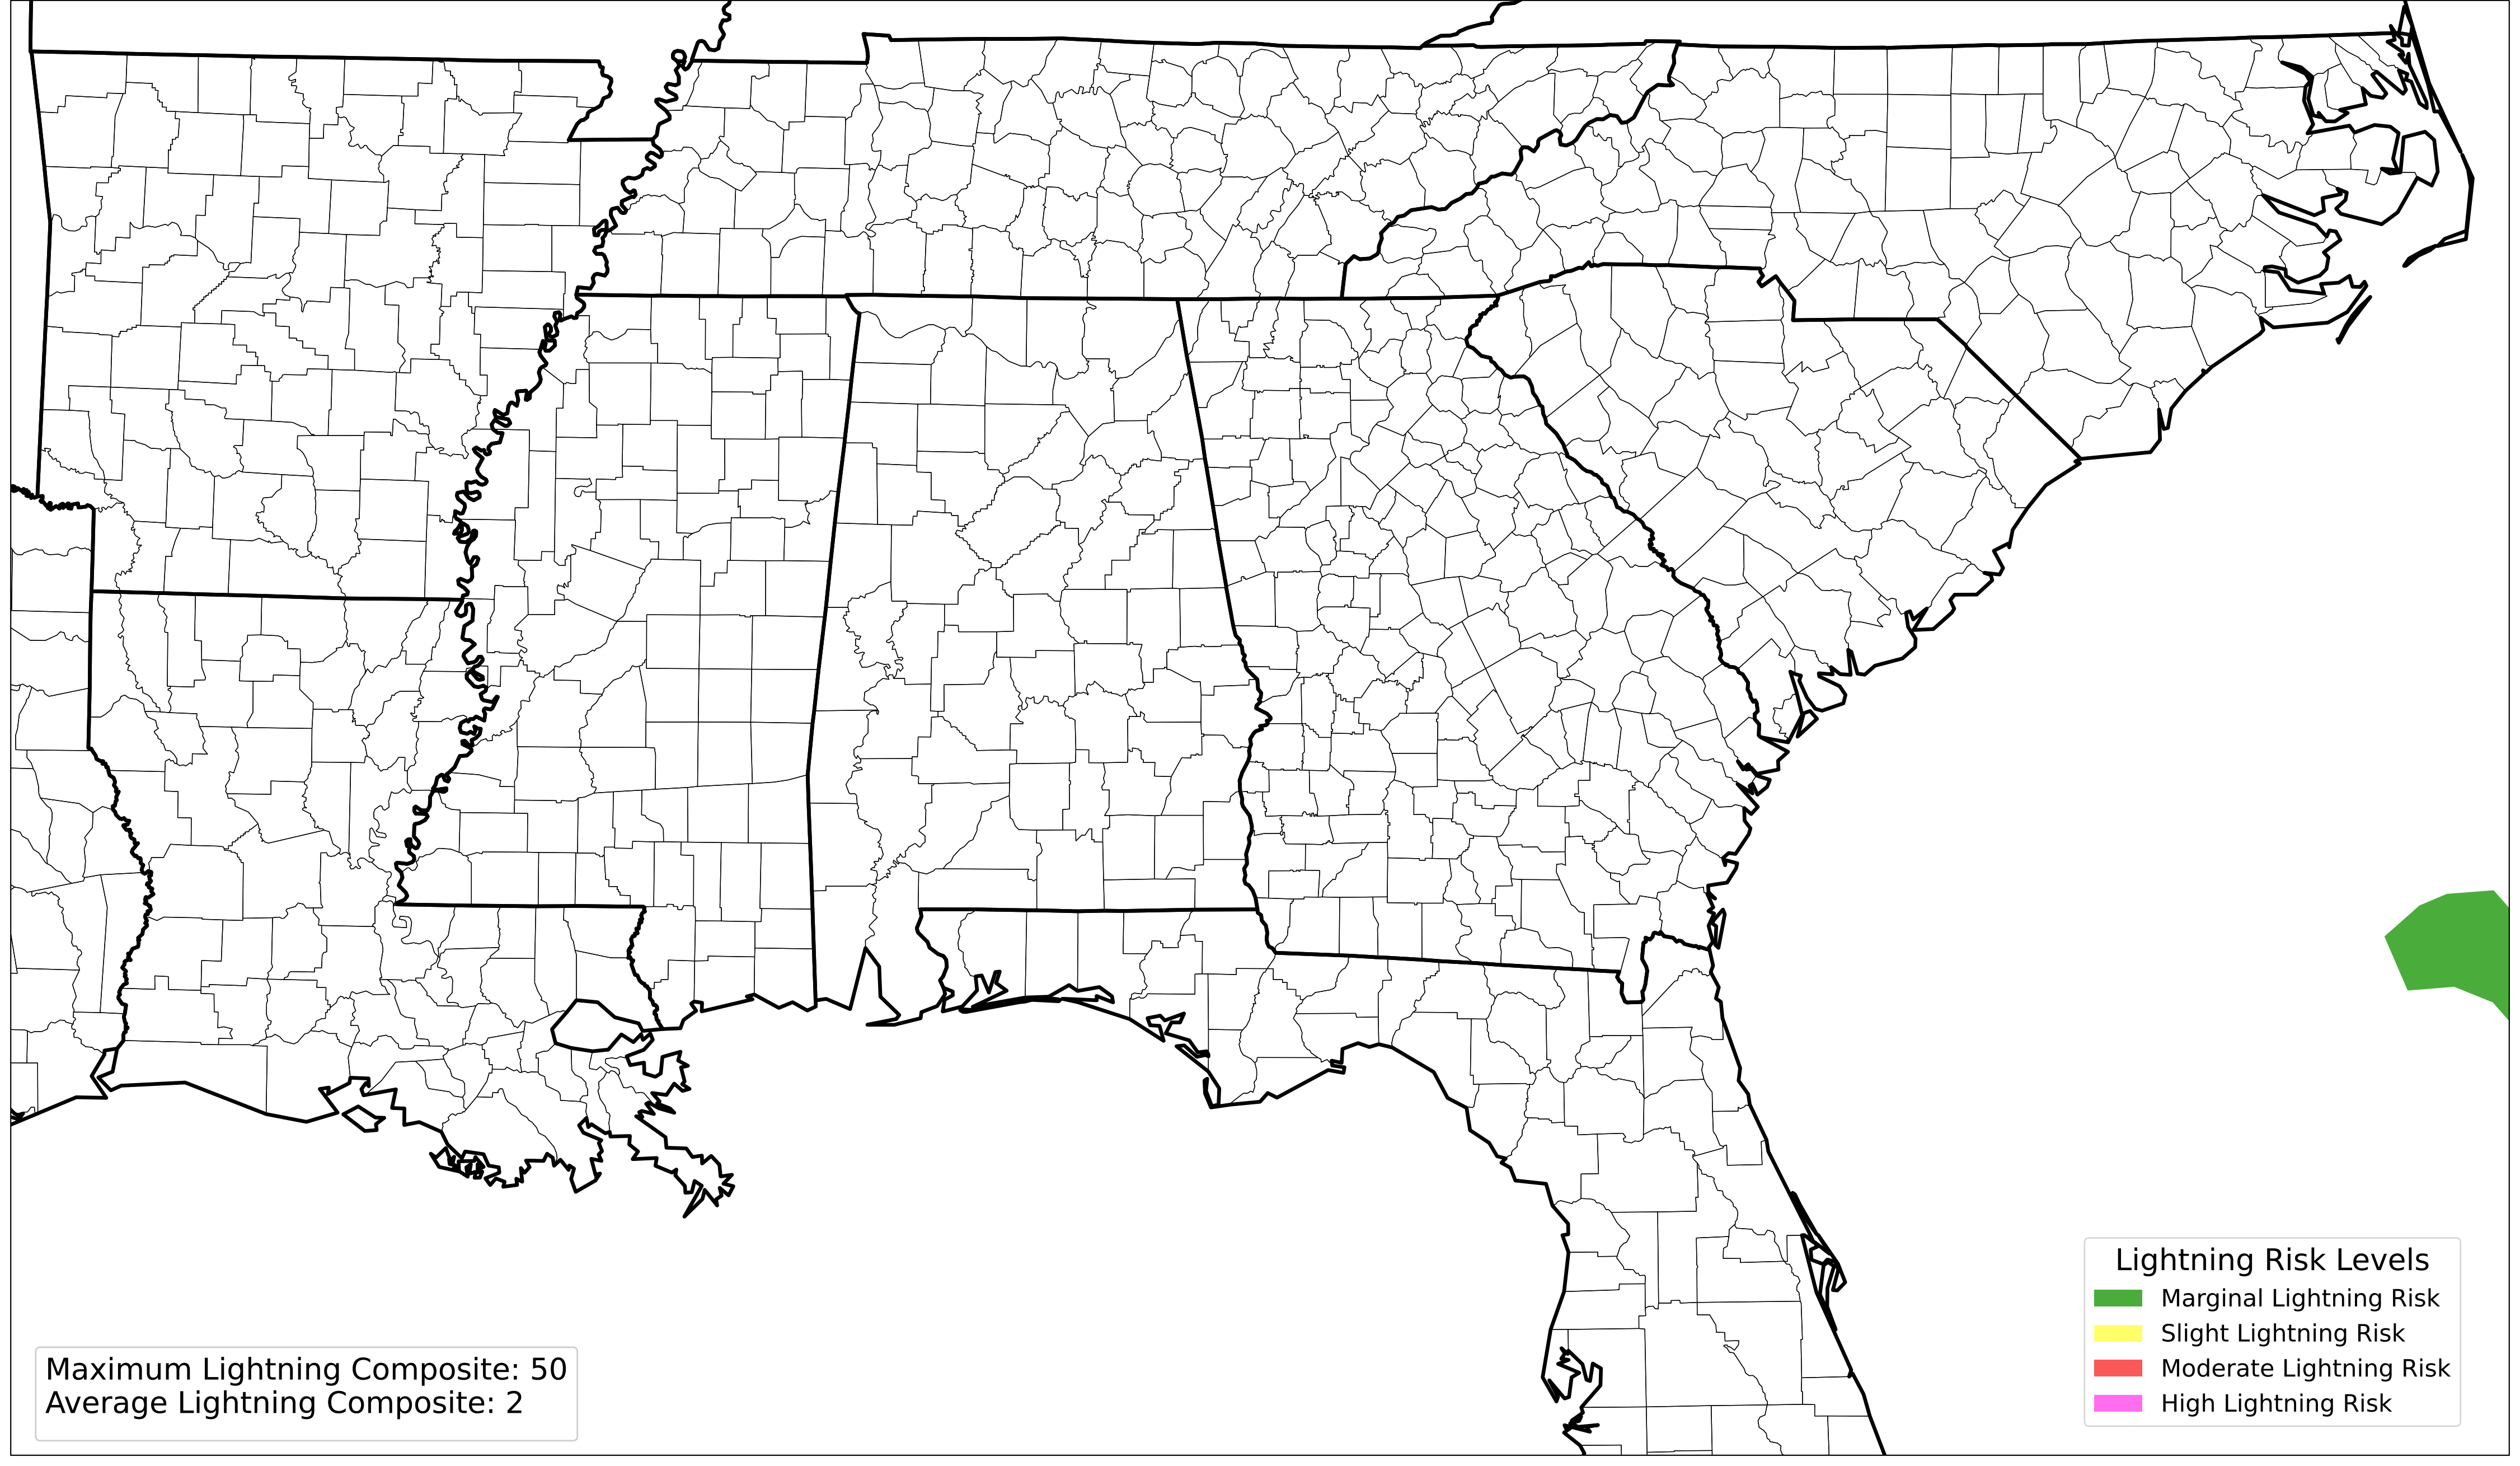 Lightning Risk Levels
Marginal Lightning Risk
Slight Lightning Risk
Moderate Lightning Risk
High Lightning Risk
Maximum Lightning Composite: 50
Average Lightning Composite: 2